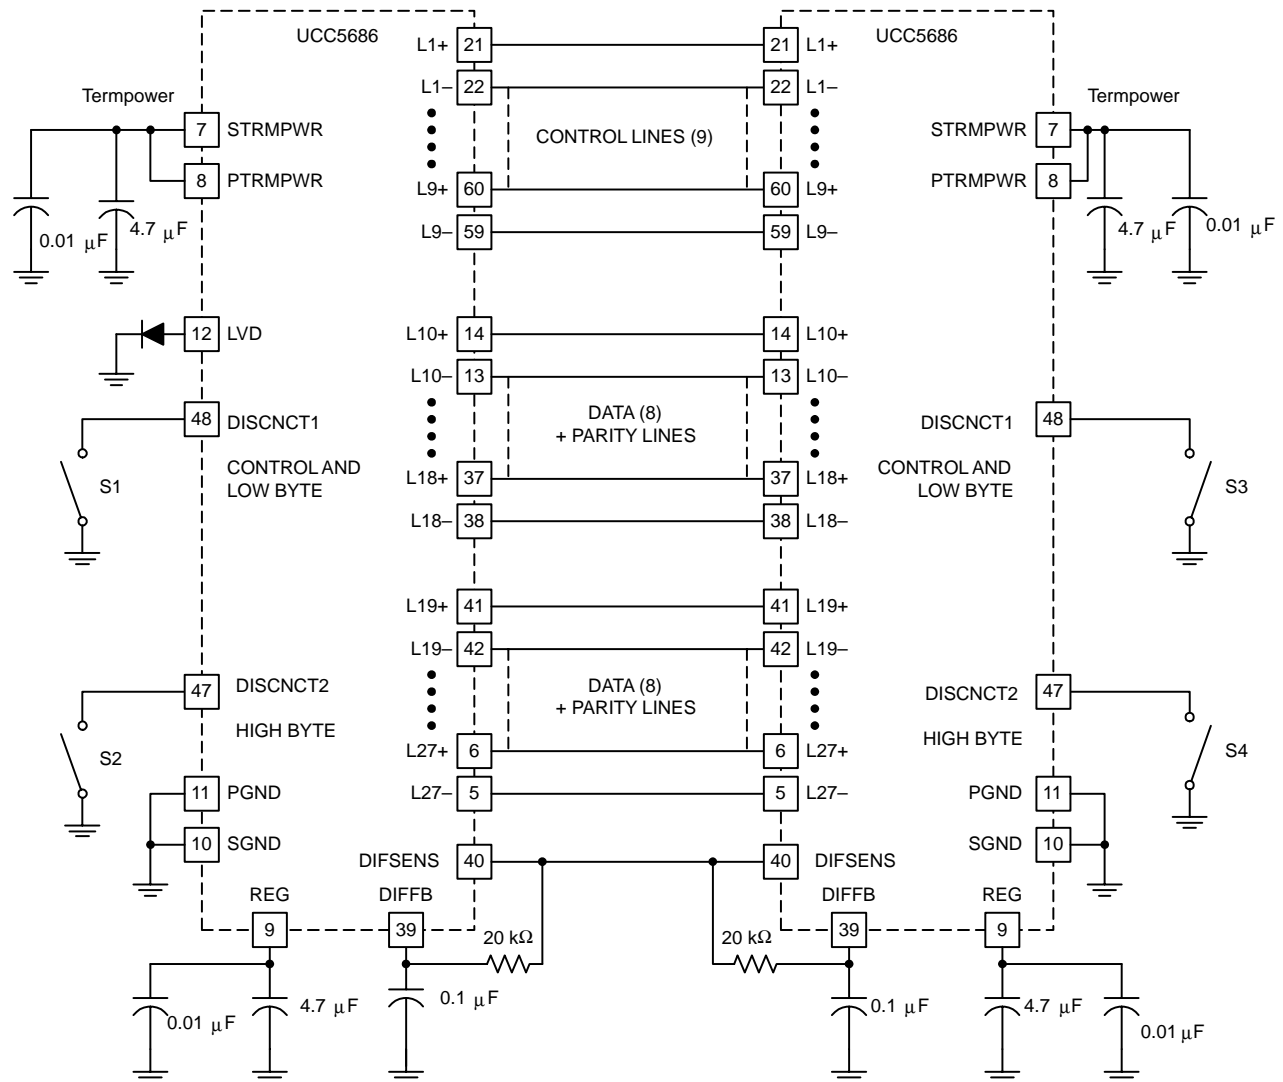 UCC5686
UCC5686
L1+ 21 21 L1+
L1– 22 22 L1–
Termpower
Termpower
7 STRMPWR
CONTROL LINES (9)
STRMPWR 7
8 PTRMPWR
PTRMPWR 8
L9+ 60 60 L9+
0.01 μF
4.7 μF
L9– 59 59 L9–
4.7 μF
0.01 μF
12 LVD
L10+ 14 14 L10+
L10– 13 13 L10–
48 DISCNCT1
DATA (8)
+ PARITY LINES
DISCNCT1 48
CONTROL AND
LOW BYTE
CONTROL AND
LOW BYTE
S1
L18+ 37 37 L18+
S3
L18– 38 38 L18–
L19+ 41 41 L19+
L19– 42 42 L19–
47 DISCNCT2
DATA (8)
+ PARITY LINES
DISCNCT2 47
HIGH BYTE
HIGH BYTE
S2
L27+ 6 6 L27+
S4
11 PGND
L27– 5 5 L27–
PGND 11
10 SGND
SGND 10
DIFSENS 40 40 DIFSENS
REG
DIFFB
DIFFB
REG
9
39
39
9
20 kΩ
20 kΩ
0.01 μF
4.7 μF
0.1 μF
0.1 μF
4.7 μF
0.01 μF